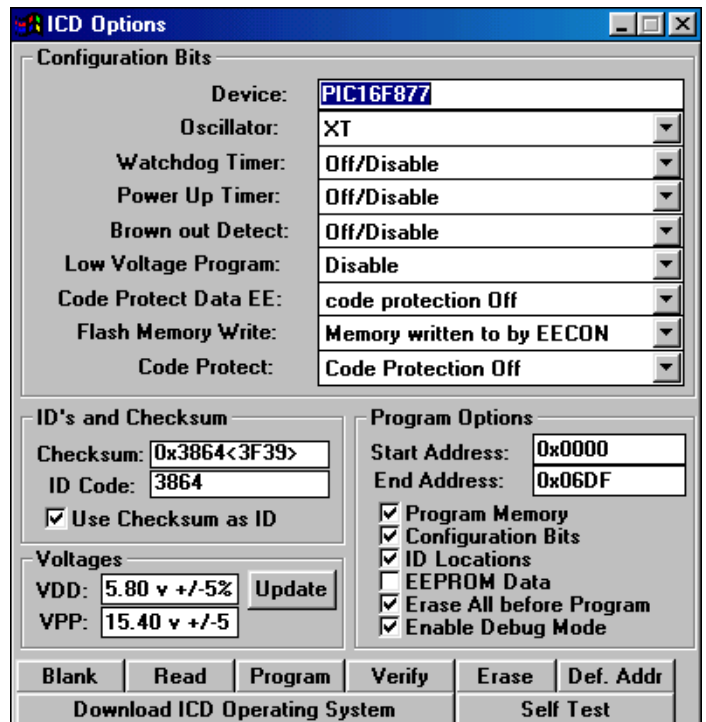 ICD Options
Configuration Bits
Device: PIC16F877
Oscillator: XT
Watchdog Timer: Off/Disable
Power Up Timer: Off/Disable
Brown out Detect: Off/Disable
Low Voltage Program: Disable
Code Protect Data EE: code protection Off
Flash Memory Write: Memory written to by EECON
Code Protect: Code Protection Off
ID's and Checksum
Checksum: 0x3864<3F39>
ID Code: 3864
Use Checksum as ID
Voltages
VDD: 5.80 v +/-5% Update
VPP: 15.40 v +/-5
Program Options
Start Address: 0x0000
End Address: 0x06DF
Program Memory
Configuration Bits
ID Locations
EEPROM Data
Erase All before Program
Enable Debug Mode
Blank Read Program Verify Erase Def. Addr
Download ICD Operating System Self Test